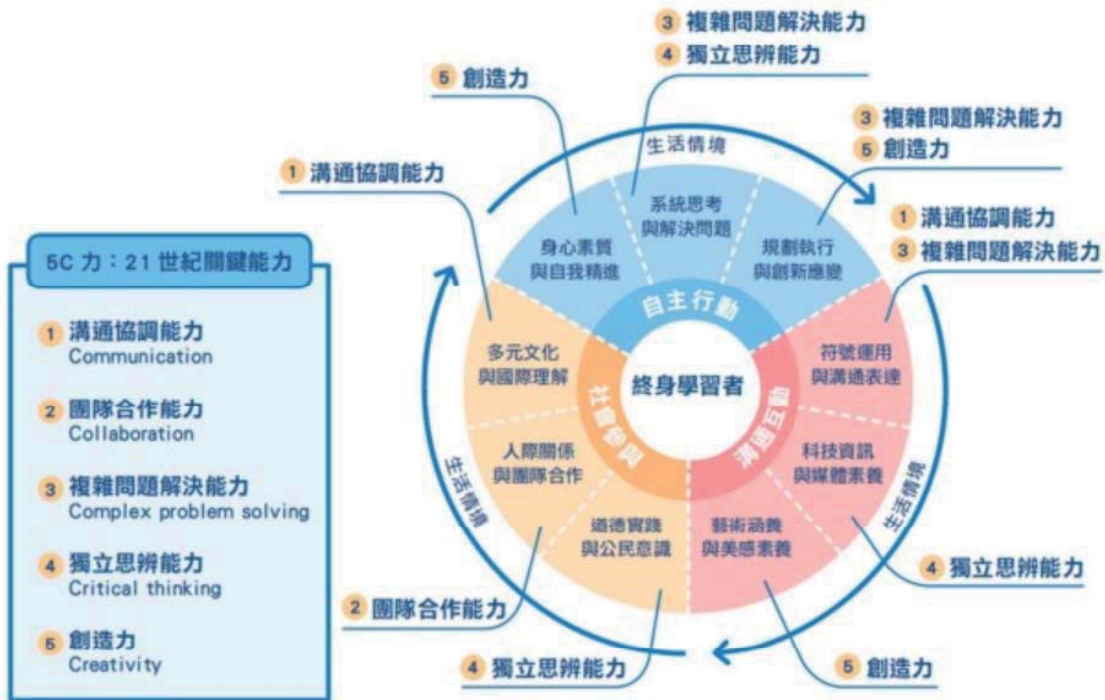 3 複雜問題解決能力
4 獨立思辨能力
5 創造力
3 複雜問題解決能力
5 創造力
1 溝通協調能力
1 溝通協調能力
3 複雜問題解決能力
生活情境
系統思考
與解決問題
身心素質
與自我精進
規劃執行
與創新應變
自主行動
5C 力:21 世紀關鍵能力
1 溝通協調能力
Communication
2 團隊合作能力
Collaboration
3 複雜問題解決能力
Complex problem solving
4 獨立思辨能力
Critical thinking
5 創造力
Creativity
多元文化
與國際理解
終身學習者
符號運用
與溝通表達
社會參與
溝通互動
人際關係
與團隊合作
科技資訊
與媒體素養
生活情境
生活情境
道德實踐
與公民意識
藝術涵養
與美感素養
4 獨立思辨能力
2 團隊合作能力
4 獨立思辨能力
5 創造力